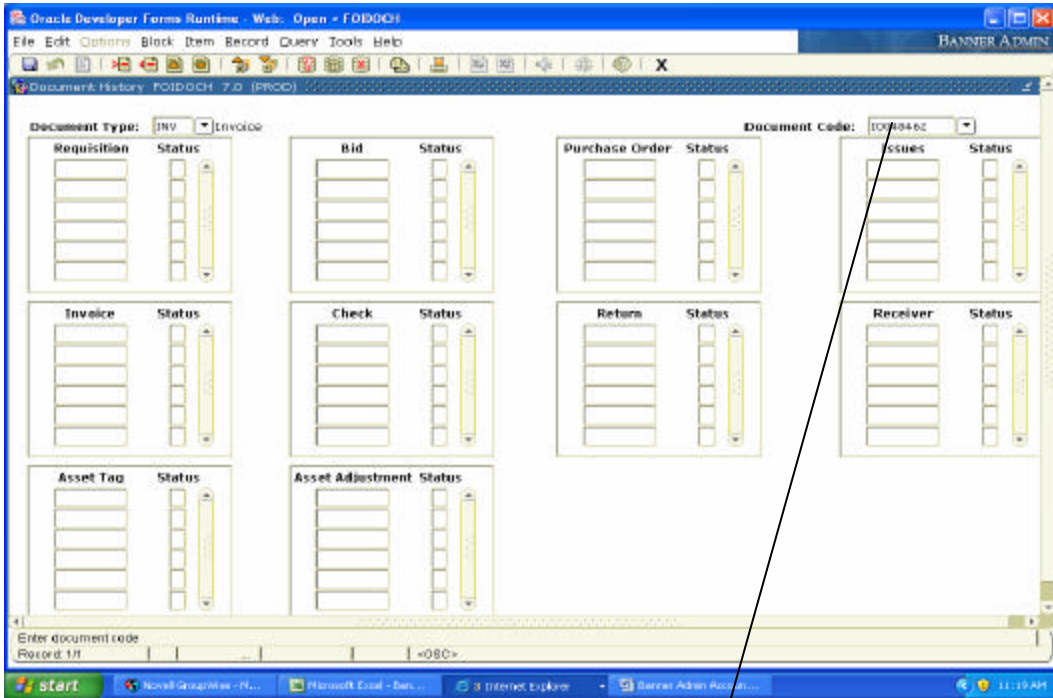 Oracle Developer Forms Runtime - Web: Open > FOIDOCH
File Edit Options Block Item Record Query Tools Help
BANNER ADMIN
X
Document History FOIDOCH 7.0 (PROD)
Document Type: INV Invoice Document Code: I0048462
Requisition Status Bid Status Purchase Order Status Issues Status
Invoice Status Check Status Return Status Receiver Status
Asset Tag Status Asset Adjustment Status
Enter document code
Record: 1/1 ... <OSC>
start Novell GroupWise - N... Microsoft Excel - Ben... 3 Internet Explorer Banner Admin Accoun... 11:19 AM